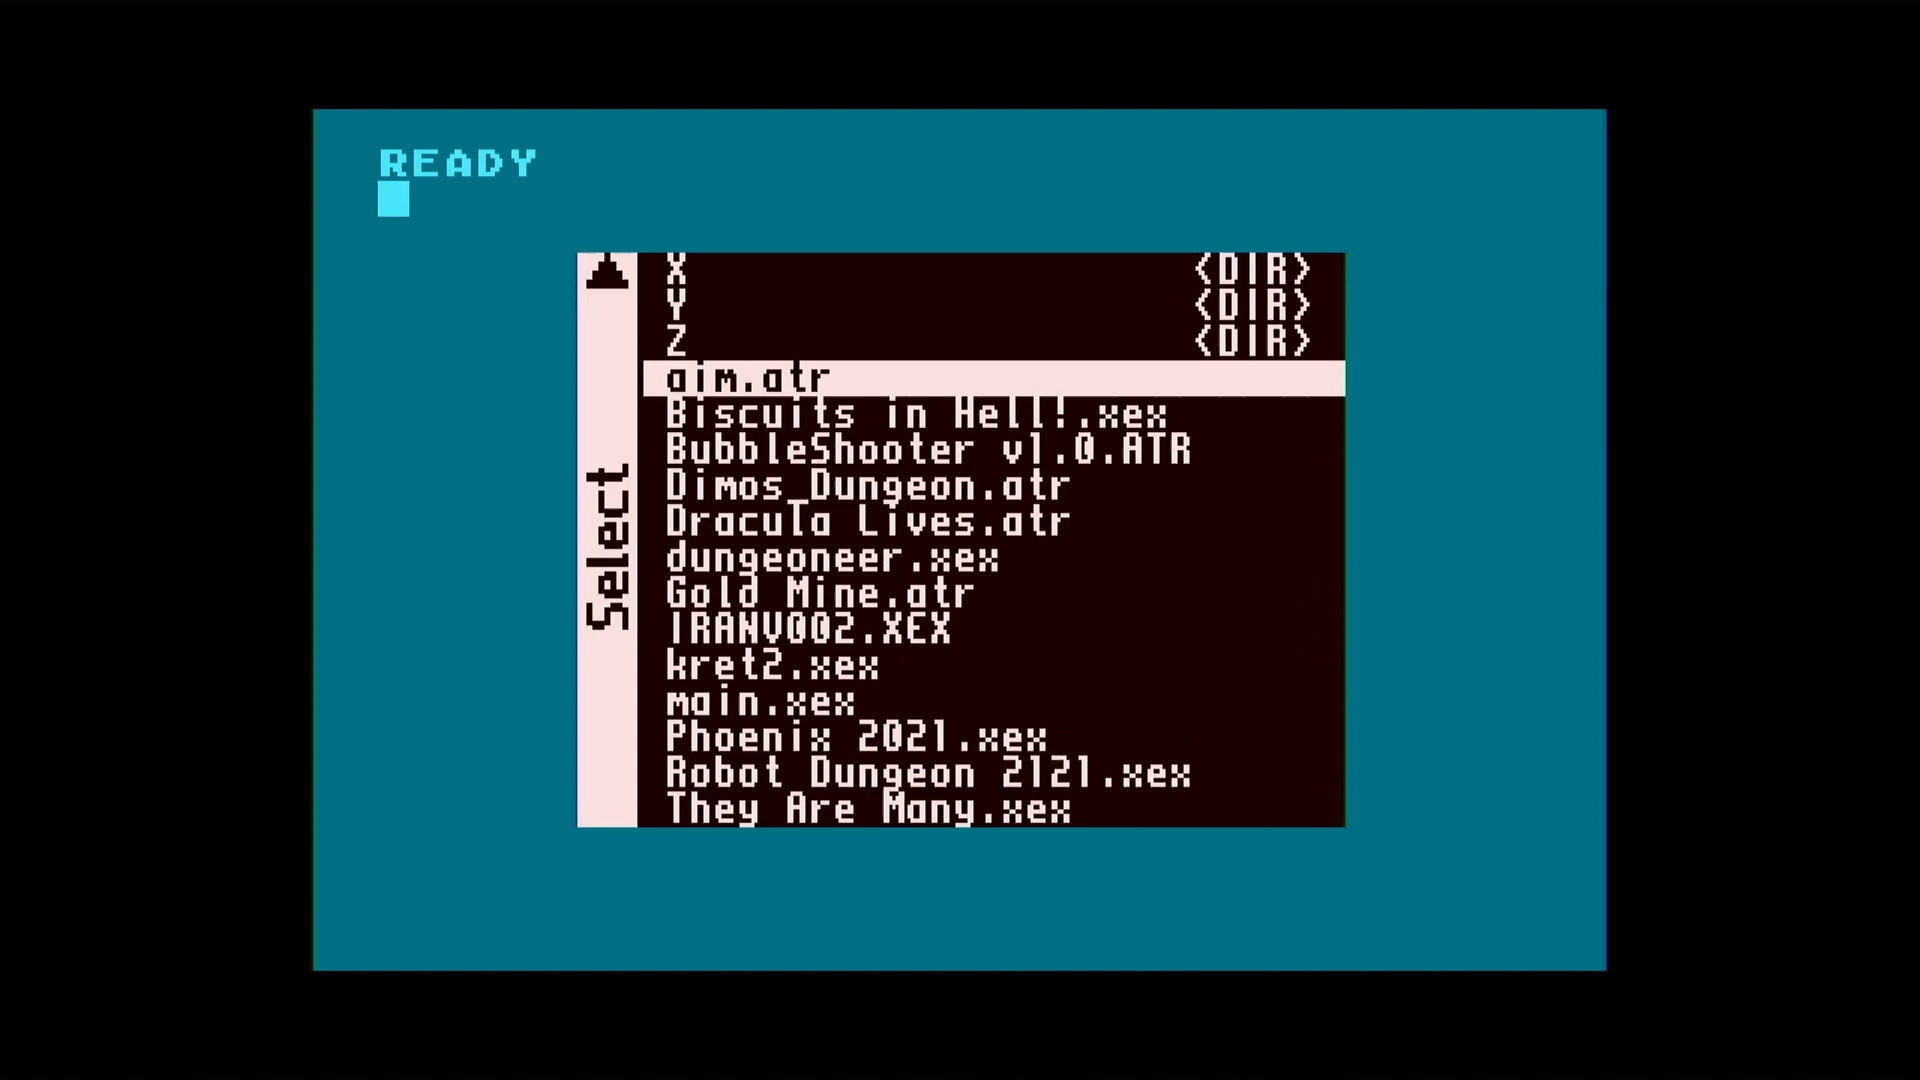 READY
X <DIR>
Y <DIR>
Z <DIR>
aim.atr
Biscuits in Hell!.xex
BubbleShooter v1.0.ATR
Dimos_Dungeon.atr
Dracula Lives.atr
dungeoneer.xex
Gold Mine.atr
IRANV002.XEX
kret2.xex
main.xex
Phoenix 2021.xex
Robot Dungeon 2121.xex
They Are Many.xex
Select